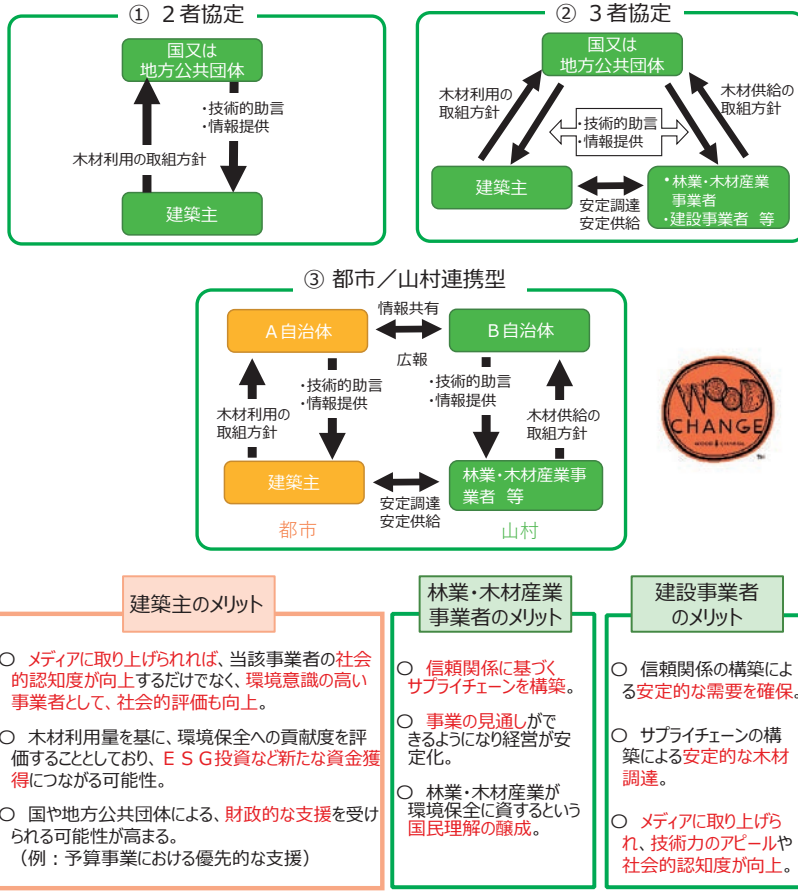 ① ２者協定
国又は
地方公共団体
・技術的助言
・情報提供
木材利用の取組方針
建築主
② ３者協定
国又は
地方公共団体
木材利用の
取組方針
木材供給の
取組方針
・技術的助言
・情報提供
建築主
安定調達
安定供給
・林業・木材産業
事業者
・建設事業者 等
③ 都市／山村連携型
情報共有
Ａ自治体
Ｂ自治体
広報
・技術的助言
・情報提供
・技術的助言
・情報提供
木材利用の
取組方針
木材供給の
取組方針
建築主
林業・木材産業事
業者 等
安定調達
安定供給
都市
山村
WOOD
CHANGE
WOOD CHANGE
建築主のメリット
○ メディアに取り上げられれば、当該事業者の社会
的認知度が向上するだけでなく、環境意識の高い
事業者として、社会的評価も向上。
○ 木材利用量を基に、環境保全への貢献度を評
価することとしており、ＥＳＧ投資など新たな資金獲
得につながる可能性。
○ 国や地方公共団体による、財政的な支援を受け
られる可能性が高まる。
（例：予算事業における優先的な支援）
林業・木材産業
事業者のメリット
○ 信頼関係に基づく
サプライチェーンを構築。
○ 事業の見通しがで
きるようになり経営が安
定化。
○ 林業・木材産業が
環境保全に資するという
国民理解の醸成。
建設事業者
のメリット
○ 信頼関係の構築によ
る安定的な需要を確保。
○ サプライチェーンの構
築による安定的な木材
調達。
○ メディアに取り上げら
れ、技術力のアピールや
社会的認知度が向上。